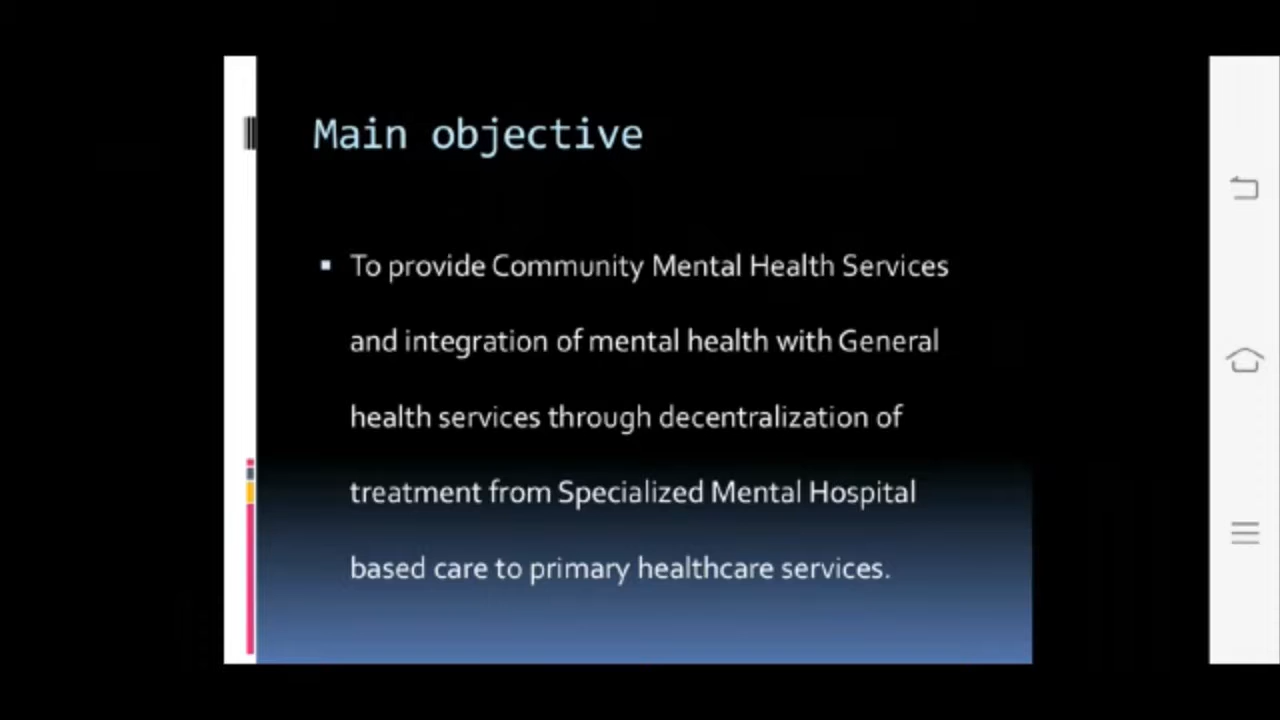 Main objective
To provide Community Mental Health Services
and integration of mental health with General
health services through decentralization of
treatment from Specialized Mental Hospital
based care to primary healthcare services.